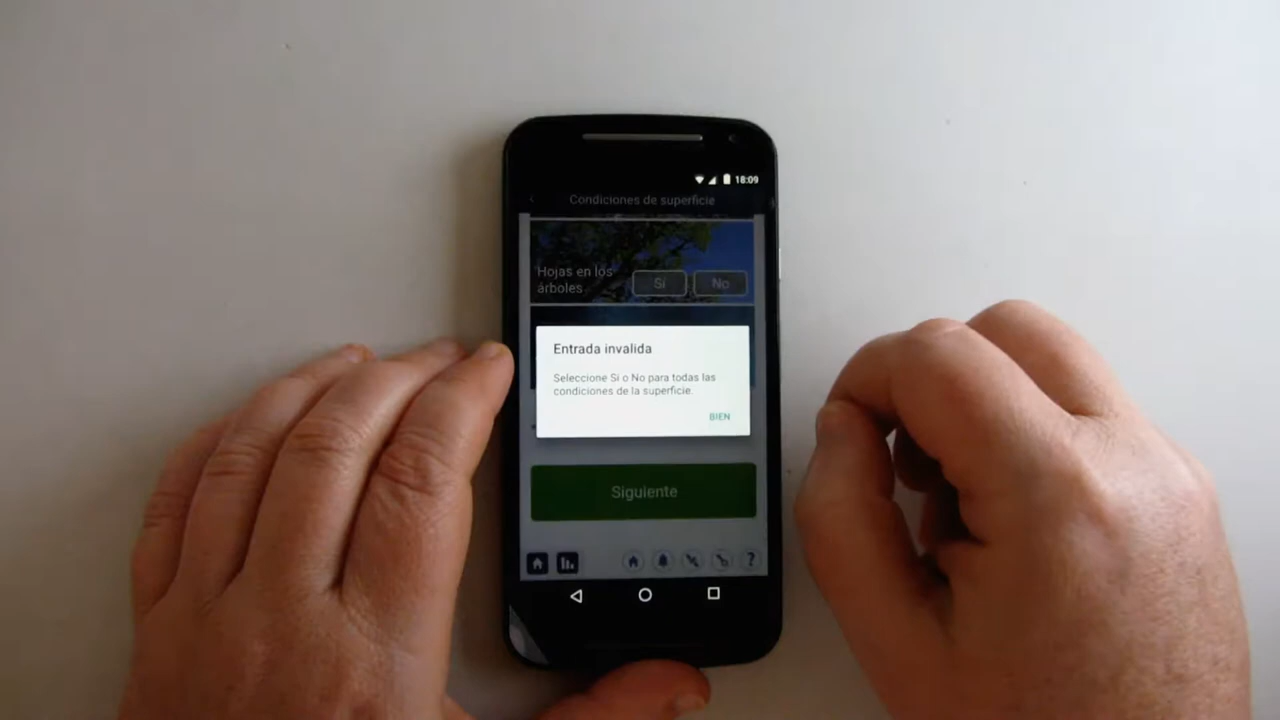 18:09
Condiciones de superficie
Hojas en los
árboles
Si
No
Entrada invalida
Seleccione Si o No para todas las
condiciones de la superficie.
BIEN
Siguiente
?